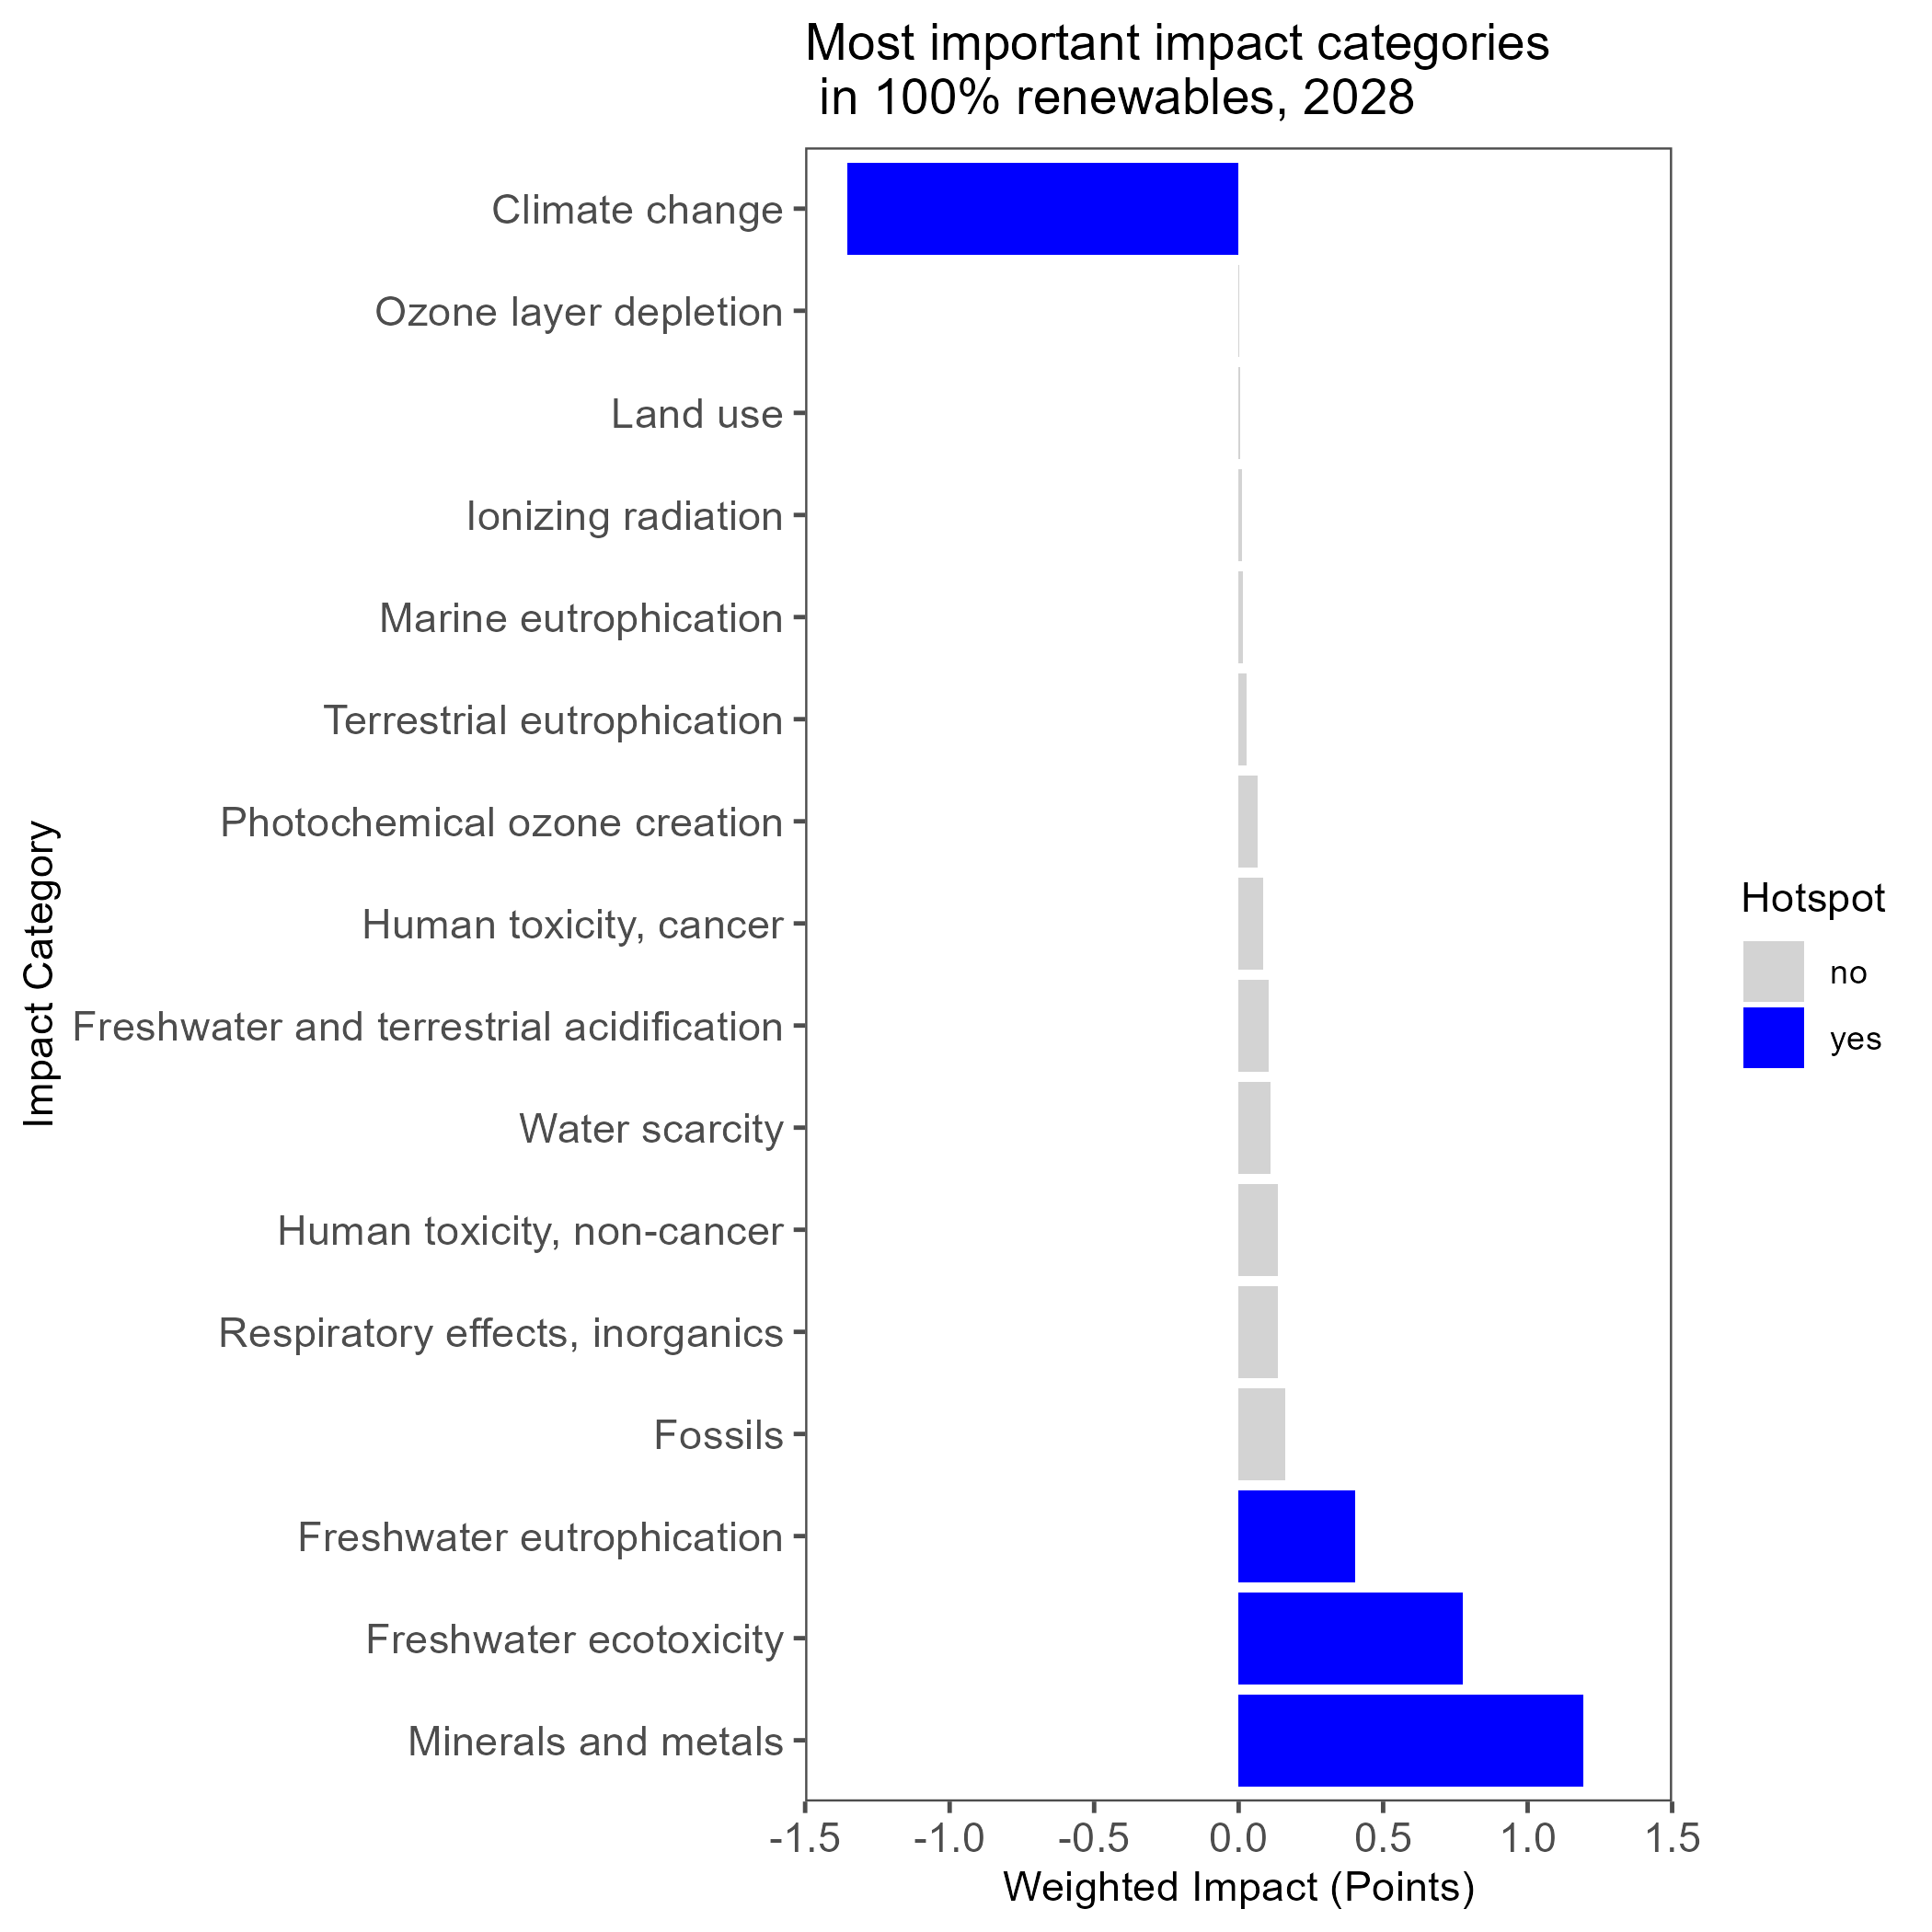 Most important impact categories
in 100% renewables, 2028
Impact Category
Climate change
Ozone layer depletion
Land use
Ionizing radiation
Marine eutrophication
Terrestrial eutrophication
Photochemical ozone creation
Human toxicity, cancer
Freshwater and terrestrial acidification
Water scarcity
Human toxicity, non-cancer
Respiratory effects, inorganics
Fossils
Freshwater eutrophication
Freshwater ecotoxicity
Minerals and metals
-1.5 -1.0 -0.5 0.0 0.5 1.0 1.5
Weighted Impact (Points)
Hotspot
no
yes